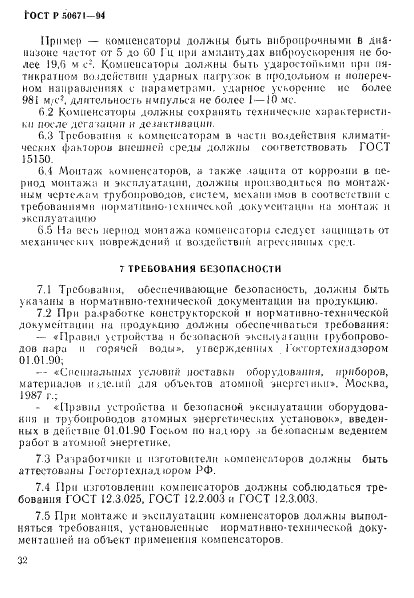 ГОСТ Р 50671—94
Пример — компенсаторы должны быть вибропрочными в диа-
пазоне частот от 5 до 60 Гц при амплитудах виброускорения не бо-
лее 19,6 м с². Компенсаторы должны быть ударостойкими при пя-
тикратном воздействии ударных нагрузок в продольном и попереч-
ном направлениях с параметрами. ударное ускорение не более
981 м/с², длительность импульса не более 1—10 мс.
6.2 Компенсаторы должны сохранять технические характеристи-
ки после дегазации и дезактивации.
6.3 Требования к компенсаторам в части воздействия климати-
ческих факторов внешней среды должны соответствовать ГОСТ
15150.
6.4 Монтаж компенсаторов, а также защита от коррозии в пе-
риод монтажа и эксплуатации, должны производиться по монтаж-
ным чертежам трубопроводов, систем, механизмов в соответствии с
требованиями нормативно-технической документации на монтаж и
эксплуатацию
6.5 На весь период монтажа компенсаторы следует защищать от
механических повреждений и воздействий агрессивных сред.
7 ТРЕБОВАНИЯ БЕЗОПАСНОСТИ
7.1 Требования, обеспечивающие безопасность, должны быть
указаны в нормативно-технической документации на продукцию.
7.2 При разработке конструкторской и нормативно-технической
документации на продукцию должны обеспечиваться требования:
— «Правил устройства и безопасной эксплуатации трубопрово-
дов пара и горячей воды», утвержденных Госгортехнадзором
01.01.90;
— «Специальных условий поставки оборудования, приборов,
материалов изделий для объектов атомной энергетики». Москва,
1987 г.;
- «Правил устройства и безопасной эксплуатации оборудова-
ния и трубопроводов атомных энергетических установок», введен-
ных в действие 01.01.90 Госком по надзору за безопасным ведением
работ в атомной энергетике.
7.3 Разработчики и изготовители компенсаторов должны быть
аттестованы Госгортехнадзором РФ.
7.4 При изготовлении компенсаторов должны соблюдаться тре-
бования ГОСТ 12.3.025, ГОСТ 12.2.003 и ГОСТ 12.3.003.
7.5 При монтаже и эксплуатации компенсаторов должны выпол-
няться требования, установленные нормативно-технической доку-
ментацией на объект применения компенсаторов.
32